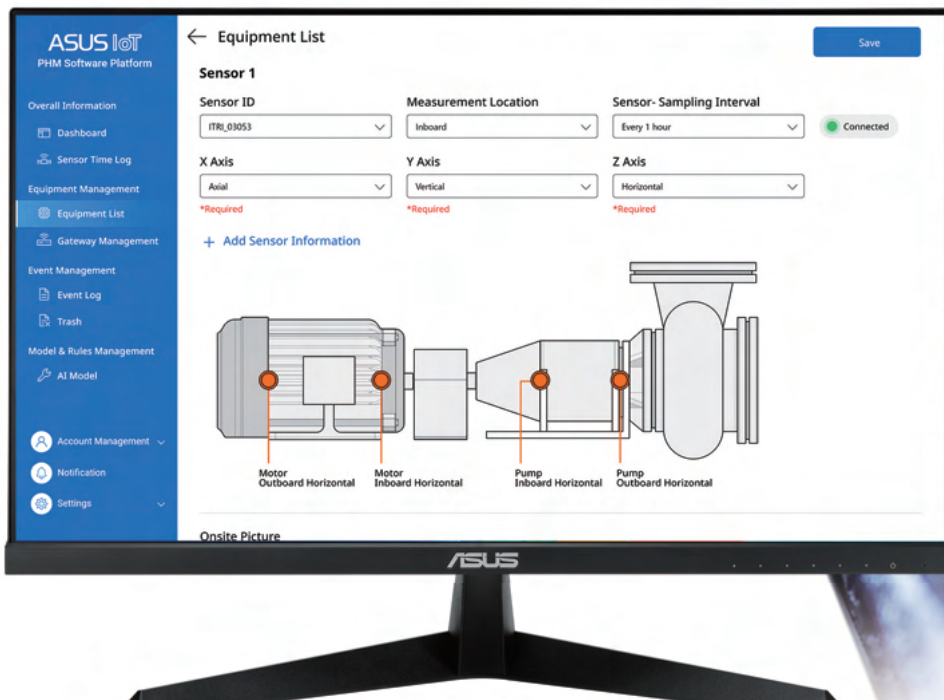 ASUS IoT
PHM Software Platform
Overall Information
Dashboard
Sensor Time Log
Equipment Management
Equipment List
Gateway Management
Event Management
Event Log
Trash
Model & Rules Management
AI Model
Account Management
Notification
Settings
← Equipment List
Save
Sensor 1
Sensor ID
Measurement Location
Sensor- Sampling Interval
ITRI_03053
Inboard
Every 1 hour
Connected
X Axis
Y Axis
Z Axis
Axial
Vertical
Horizontal
*Required
*Required
*Required
+ Add Sensor Information
Motor
Outboard Horizontal
Motor
Inboard Horizontal
Pump
Inboard Horizontal
Pump
Outboard Horizontal
Onsite Picture
ASUS